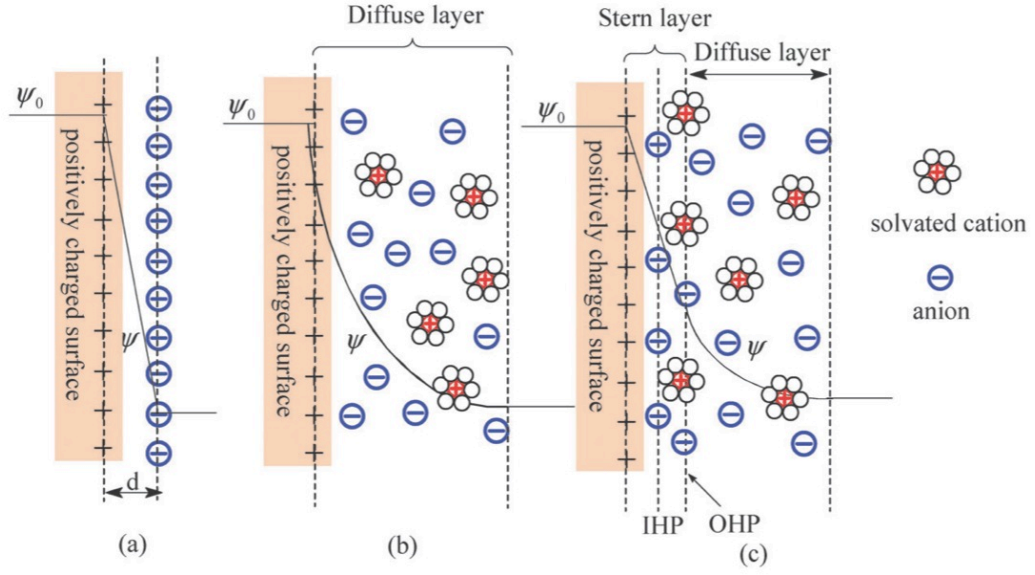 Diffuse layer
Stern layer
Diffuse layer
ψ₀
ψ₀
ψ₀
positively charged surface
positively charged surface
positively charged surface
ψ
ψ
ψ
solvated cation
anion
d
IHP
OHP
(a)
(b)
(c)